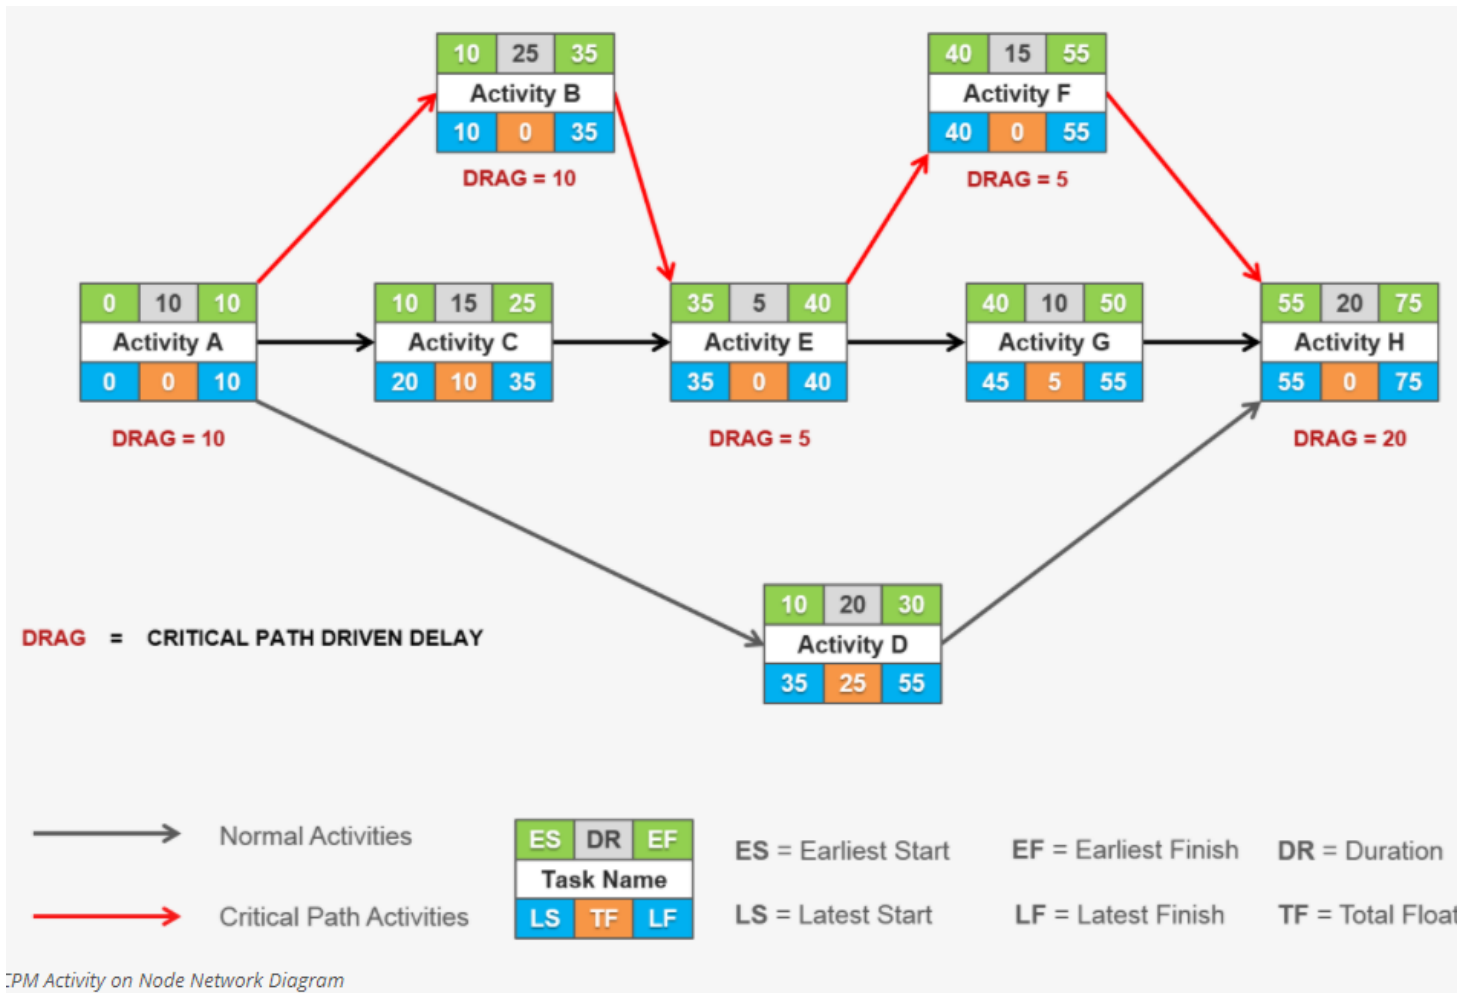 10 25 35
Activity B
10 0 35
DRAG = 10
40 15 55
Activity F
40 0 55
DRAG = 5
0 10 10
Activity A
0 0 10
DRAG = 10
10 15 25
Activity C
20 10 35
35 5 40
Activity E
35 0 40
DRAG = 5
40 10 50
Activity G
45 5 55
55 20 75
Activity H
55 0 75
DRAG = 20
10 20 30
Activity D
35 25 55
DRAG = CRITICAL PATH DRIVEN DELAY
Normal Activities
Critical Path Activities
ES DR EF
Task Name
LS TF LF
ES = Earliest Start
EF = Earliest Finish
DR = Duration
LS = Latest Start
LF = Latest Finish
TF = Total Float
CPM Activity on Node Network Diagram